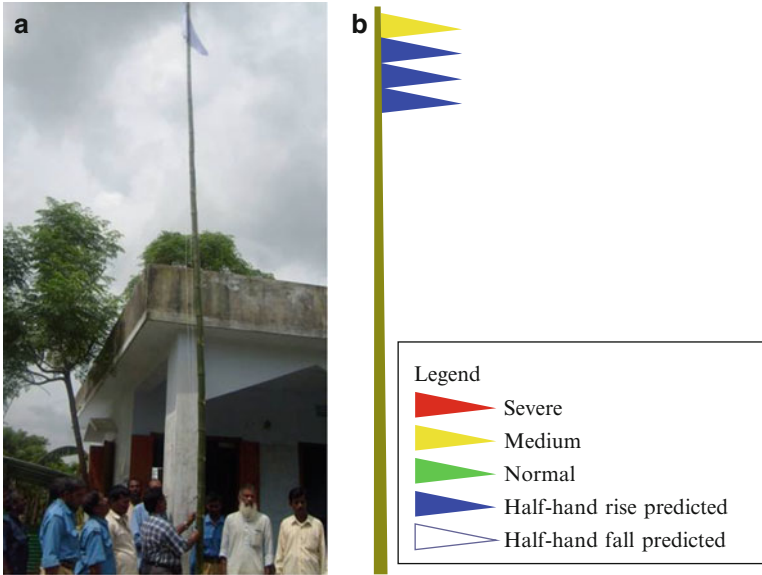 a
b
Legend
Severe
Medium
Normal
Half-hand rise predicted
Half-hand fall predicted